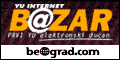 YU INTERNET
B@ZAR
PRVI YU elektronski dućan
be@grad.com